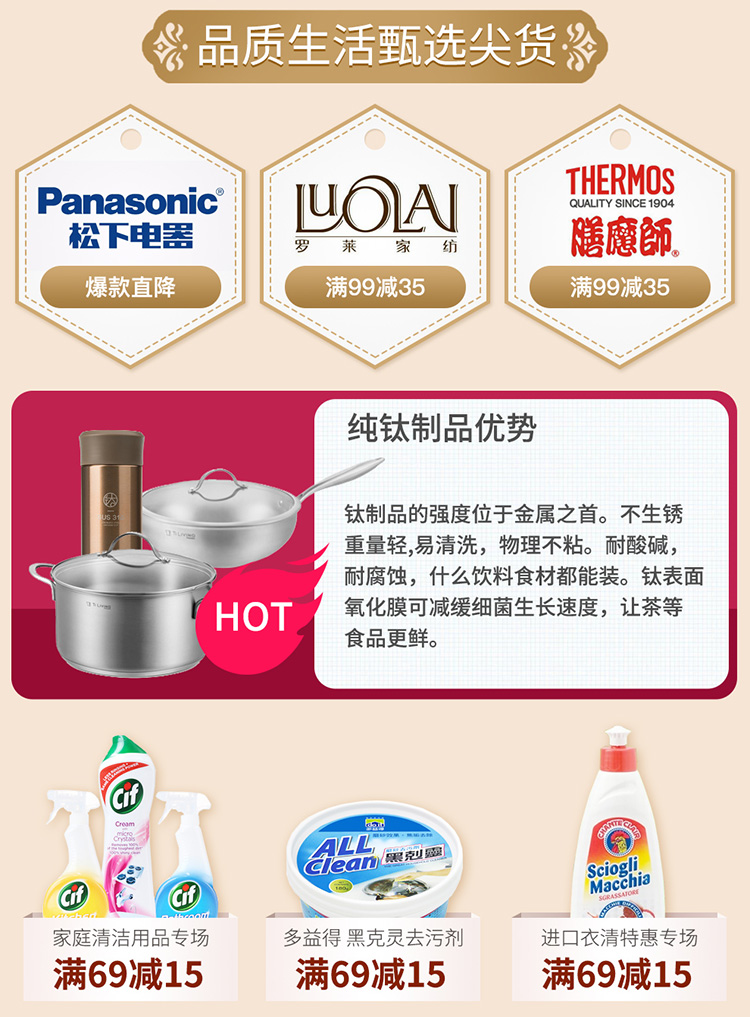 品质生活甄选尖货
Panasonic®
松下电器
爆款直降
LUOLAI
罗莱家纺
满99减35
THERMOS
QUALITY SINCE 1904
膳魔師®
满99减35
纯钛制品优势
钛制品的强度位于金属之首。不生锈
重量轻,易清洗，物理不粘。耐酸碱，
耐腐蚀，什么饮料食材都能装。钛表面
氧化膜可减缓细菌生长速度，让茶等
食品更鲜。
HOT
Cif
Cream
with
micro
Crystals
Cif
Cif
家庭清洁用品专场
满69减15
ALL
Clean
黑剋靈
多益得 黑克灵去污剂
满69减15
CHANTE CLAIR
Sciogli
Macchia
SGRASSATORE
进口衣清特惠专场
满69减15